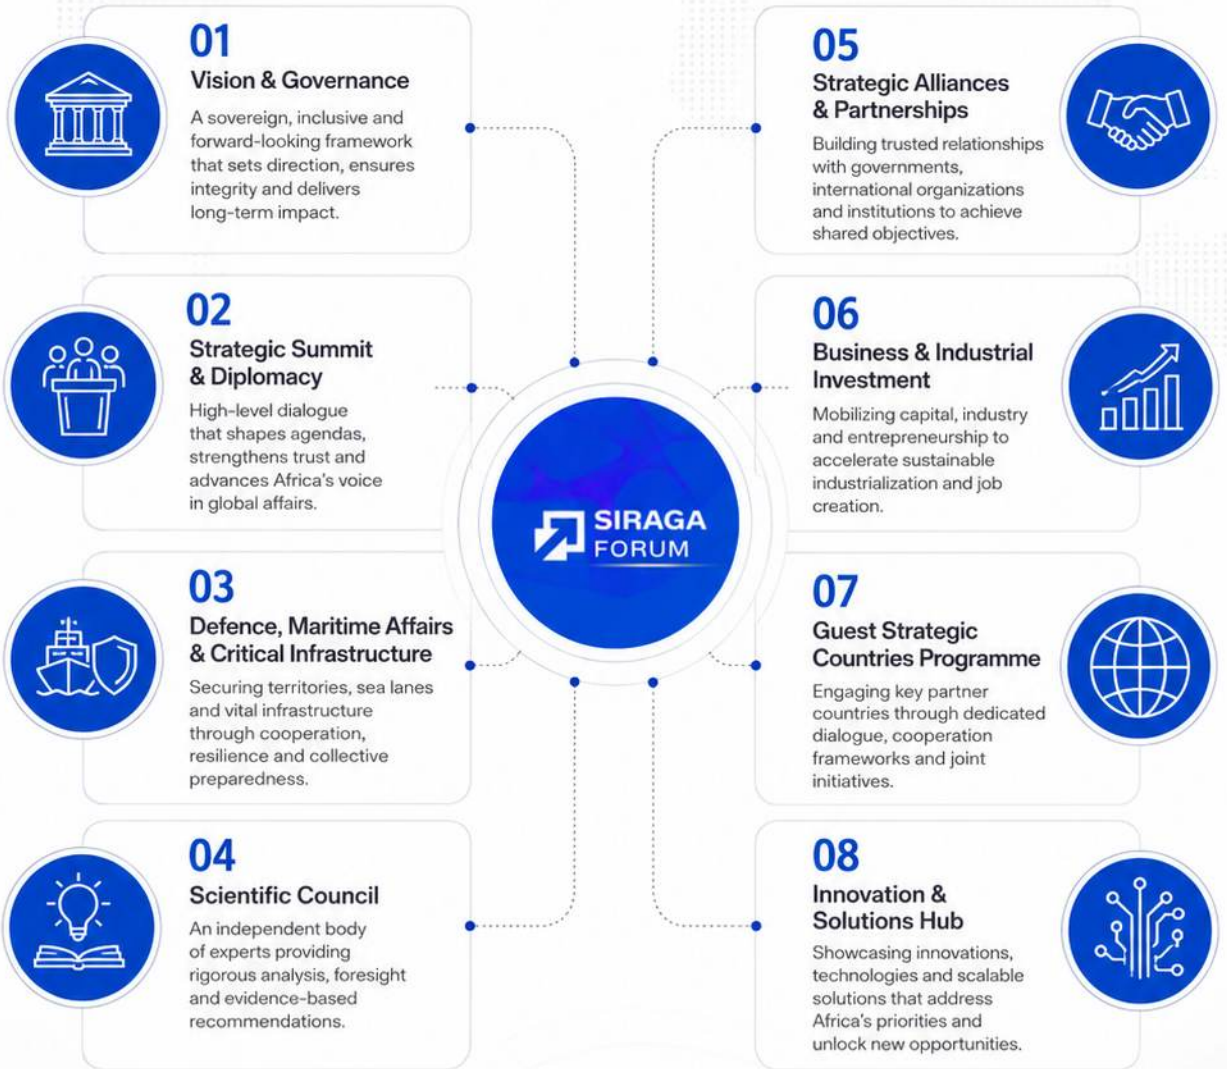 01
Vision & Governance
A sovereign, inclusive and
forward-looking framework
that sets direction, ensures
integrity and delivers
long-term impact.
02
Strategic Summit
& Diplomacy
High-level dialogue
that shapes agendas,
strengthens trust and
advances Africa's voice
in global affairs.
03
Defence, Maritime Affairs
& Critical Infrastructure
Securing territories, sea lanes
and vital infrastructure
through cooperation,
resilience and collective
preparedness.
04
Scientific Council
An independent body
of experts providing
rigorous analysis, foresight
and evidence-based
recommendations.
SIRAGA
FORUM
05
Strategic Alliances
& Partnerships
Building trusted relationships
with governments,
international organizations
and institutions to achieve
shared objectives.
06
Business & Industrial
Investment
Mobilizing capital, industry
and entrepreneurship to
accelerate sustainable
industrialization and job
creation.
07
Guest Strategic
Countries Programme
Engaging key partner
countries through dedicated
dialogue, cooperation
frameworks and joint
initiatives.
08
Innovation &
Solutions Hub
Showcasing innovations,
technologies and scalable
solutions that address
Africa's priorities and
unlock new opportunities.